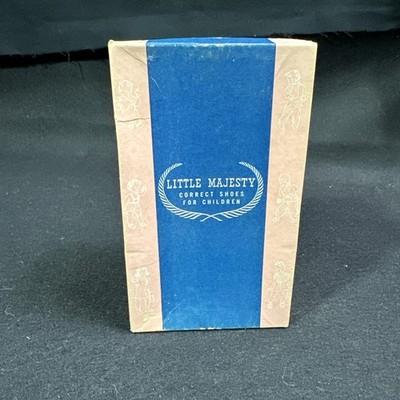 LITTLE MAJESTY
CORRECT SHOES
FOR CHILDREN